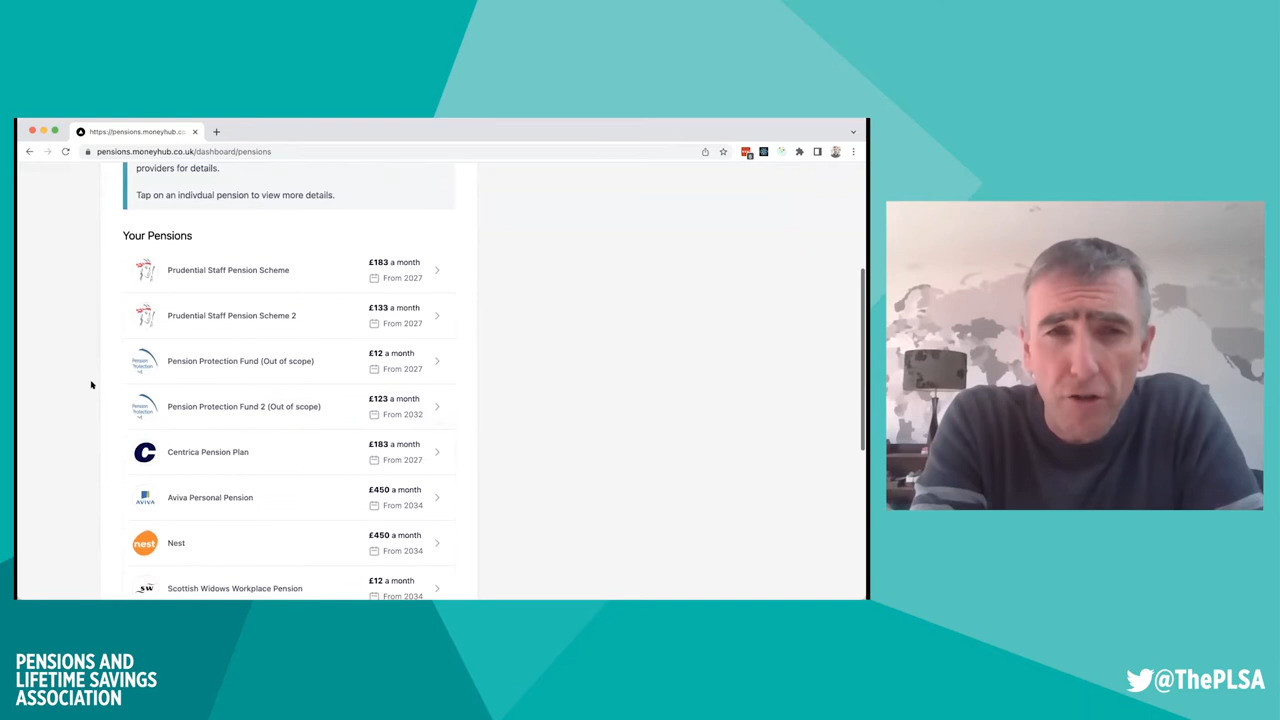 https://pensions.moneyhub.co
pensions.moneyhub.co.uk/dashboard/pensions
providers for details.
Tap on an indivdual pension to view more details.
Your Pensions
Prudential Staff Pension Scheme
£183 a month
From 2027
Prudential Staff Pension Scheme 2
£133 a month
From 2027
Pension Protection Fund (Out of scope)
£12 a month
From 2027
Pension Protection Fund 2 (Out of scope)
£123 a month
From 2032
Centrica Pension Plan
£183 a month
From 2027
AVIVA
Aviva Personal Pension
£450 a month
From 2034
nest
Nest
£450 a month
From 2034
SW
Scottish Widows Workplace Pension
£12 a month
From 2034
PENSIONS AND
LIFETIME SAVINGS
ASSOCIATION
@ThePLSA